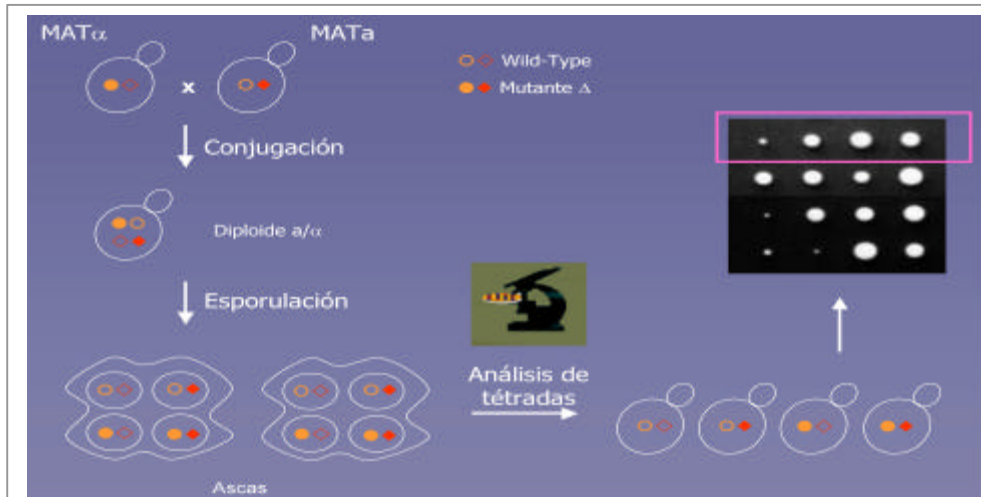 MATα
MATa
x
Wild-Type
Mutante Δ
Conjugación
Diploide a/α
Esporulación
Análisis de
tétradas
Ascas